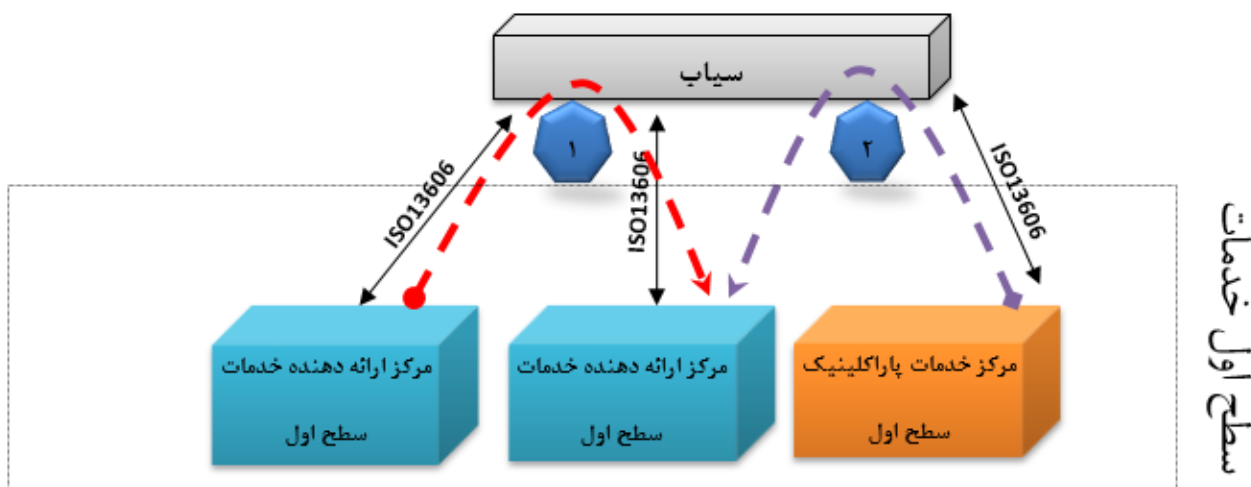 سیاب
۱
۲
ISO13606
ISO13606
ISO13606
مرکز ارائه دهنده خدمات
سطح اول
مرکز ارائه دهنده خدمات
سطح اول
مرکز خدمات پاراکلینیک
سطح اول
سطح اول خدمات